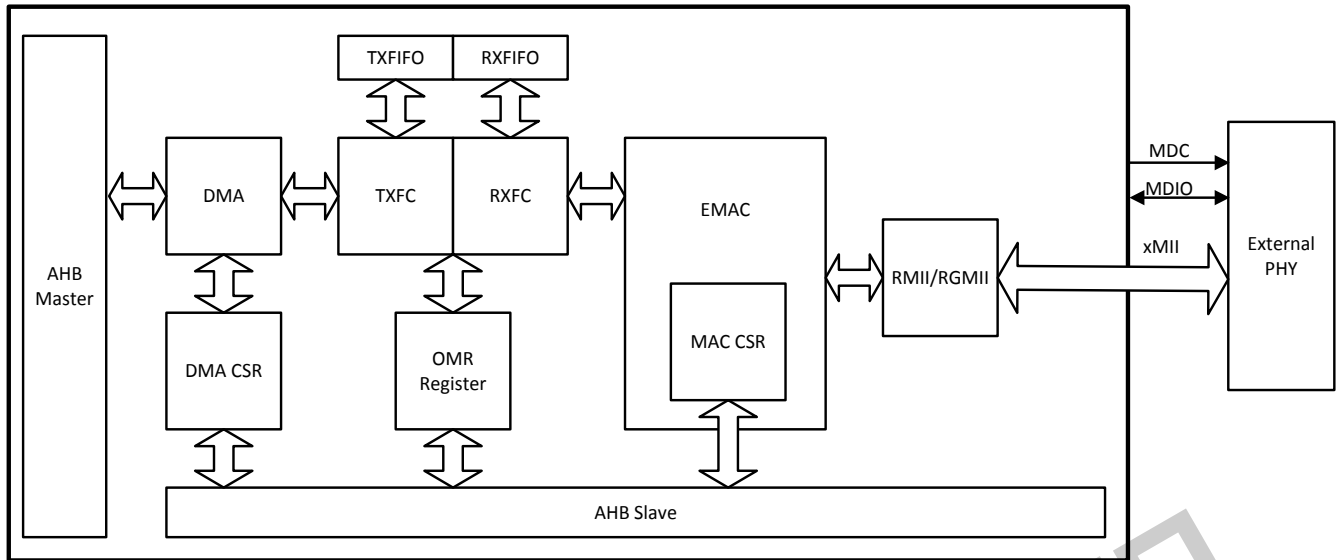 TXFIFO
RXFIFO
MDC
DMA
TXFC
RXFC
EMAC
MDIO
xMII
AHB
Master
RMII/RGMII
External
PHY
DMA CSR
OMR
Register
MAC CSR
AHB Slave